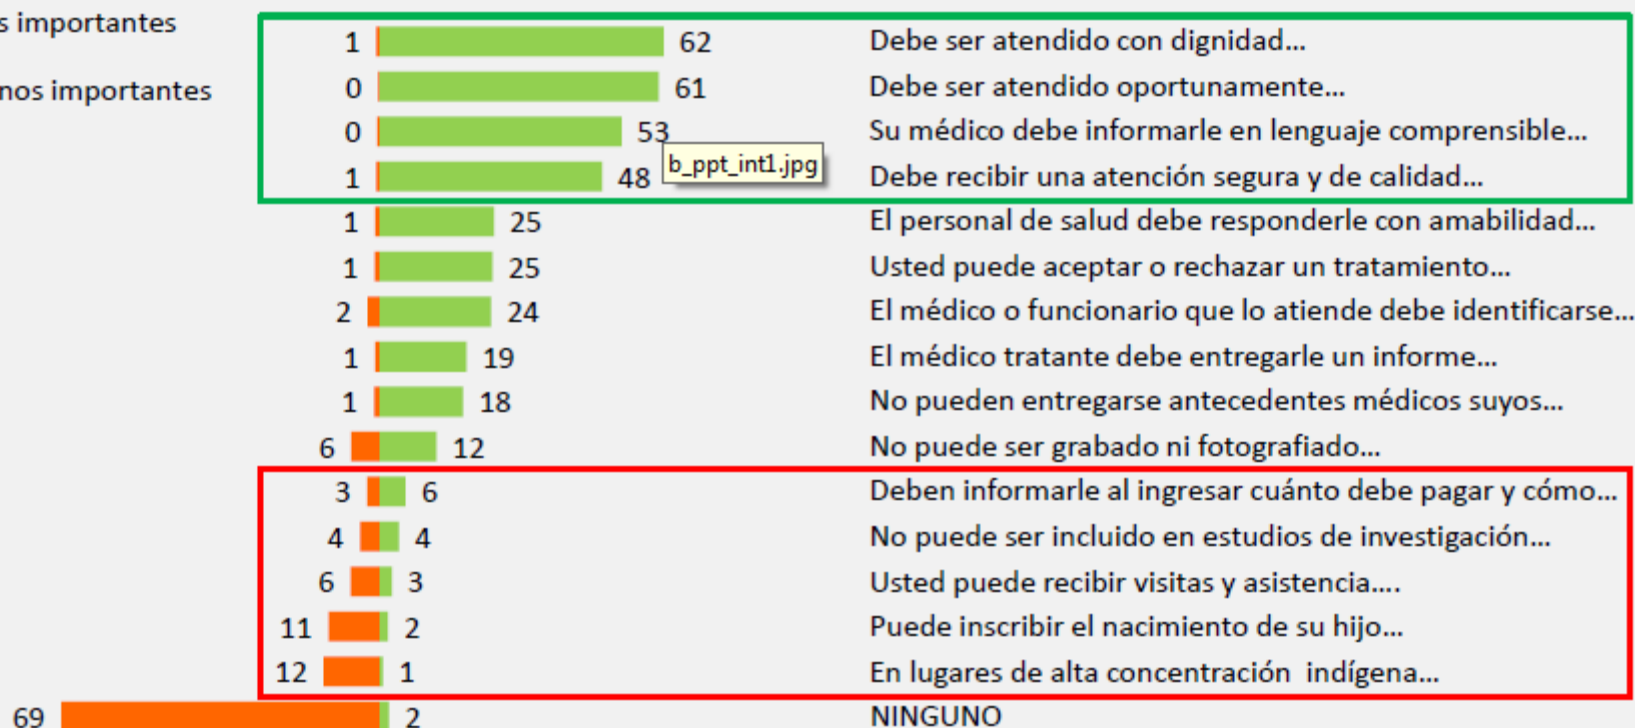 s importantes
nos importantes
1 62 Debe ser atendido con dignidad...
0 61 Debe ser atendido oportunamente...
0 53 Su médico debe informarle en lenguaje comprensible...
b_ppt_int1.jpg
1 48 Debe recibir una atención segura y de calidad...
1 25 El personal de salud debe responderle con amabilidad...
1 25 Usted puede aceptar o rechazar un tratamiento...
2 24 El médico o funcionario que lo atiende debe identificarse...
1 19 El médico tratante debe entregarle un informe...
1 18 No pueden entregarse antecedentes médicos suyos...
6 12 No puede ser grabado ni fotografiado...
3 6 Deben informarle al ingresar cuánto debe pagar y cómo...
4 4 No puede ser incluido en estudios de investigación...
6 3 Usted puede recibir visitas y asistencia....
11 2 Puede inscribir el nacimiento de su hijo...
12 1 En lugares de alta concentración indígena...
69 2 NINGUNO